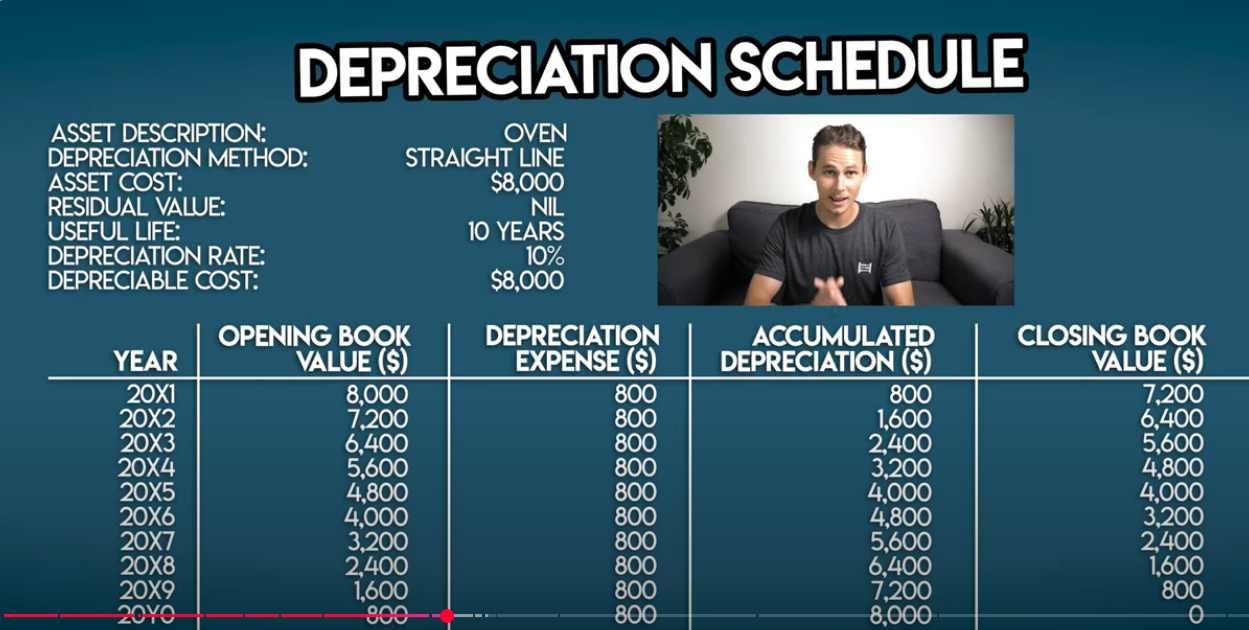 DEPRECIATION SCHEDULE
ASSET DESCRIPTION: OVEN
DEPRECIATION METHOD: STRAIGHT LINE
ASSET COST: $8,000
RESIDUAL VALUE: NIL
USEFUL LIFE: 10 YEARS
DEPRECIATION RATE: 10%
DEPRECIABLE COST: $8,000
YEAR OPENING BOOK VALUE ($) DEPRECIATION EXPENSE ($) ACCUMULATED DEPRECIATION ($) CLOSING BOOK VALUE ($)
20X1 8,000 800 800 7,200
20X2 7,200 800 1,600 6,400
20X3 6,400 800 2,400 5,600
20X4 5,600 800 3,200 4,800
20X5 4,800 800 4,000 4,000
20X6 4,000 800 4,800 3,200
20X7 3,200 800 5,600 2,400
20X8 2,400 800 6,400 1,600
20X9 1,600 800 7,200 800
20Y0 800 800 8,000 0